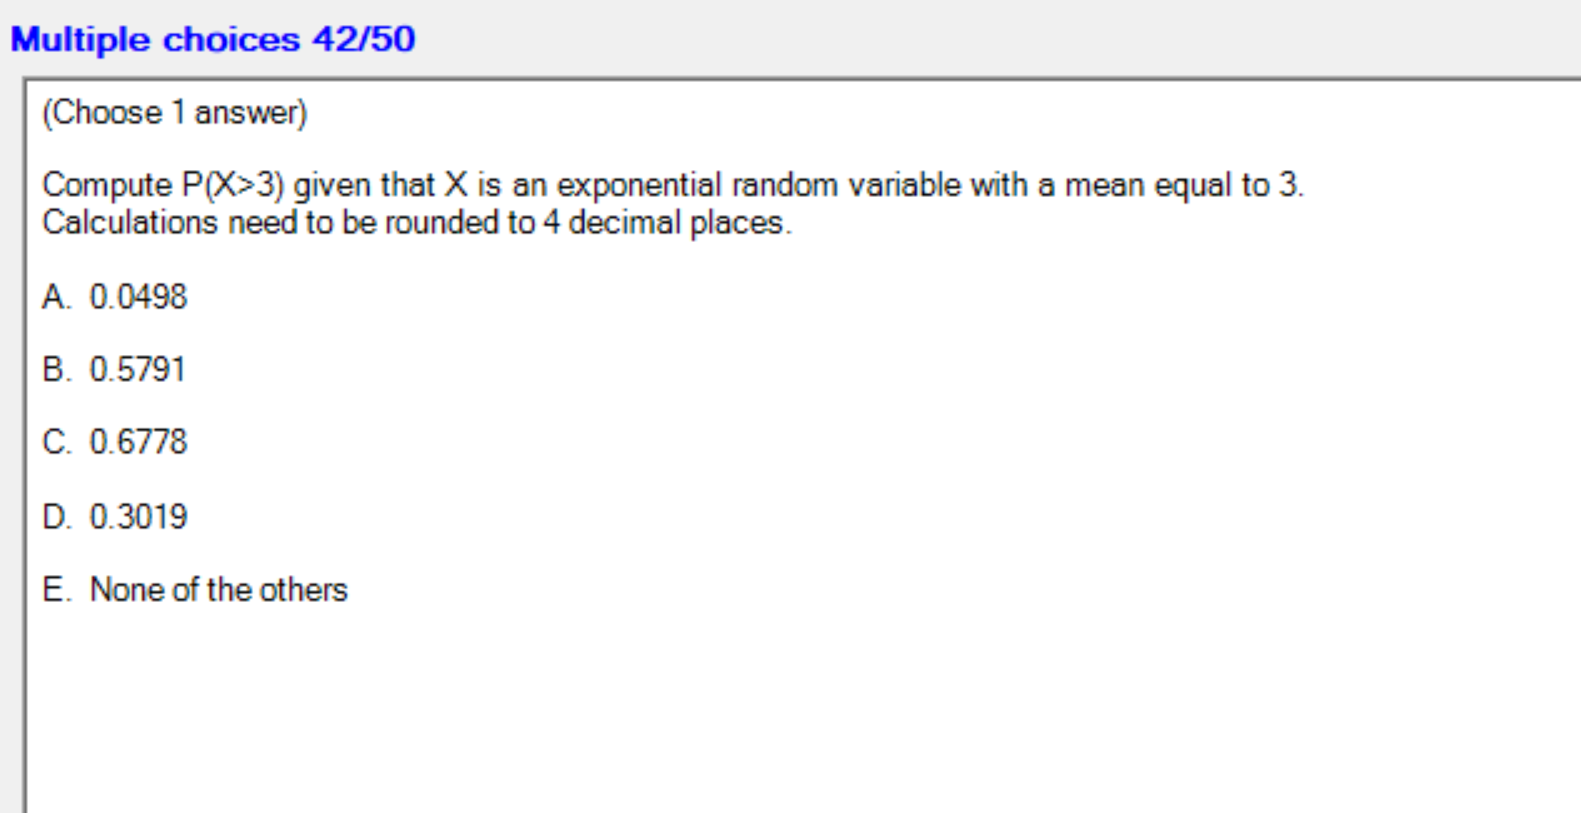 Multiple choices 42/50
(Choose 1 answer)
Compute P(X>3) given that X is an exponential random variable with a mean equal to 3.
Calculations need to be rounded to 4 decimal places.
A. 0.0498
B. 0.5791
C. 0.6778
D. 0.3019
E. None of the others